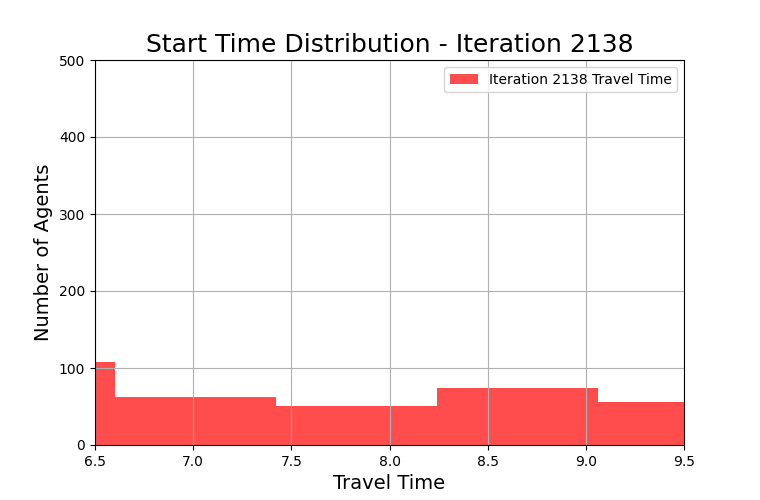 Start Time Distribution - Iteration 2138
Iteration 2138 Travel Time
Number of Agents
500
400
300
200
100
0
6.5 7.0 7.5 8.0 8.5 9.0 9.5
Travel Time